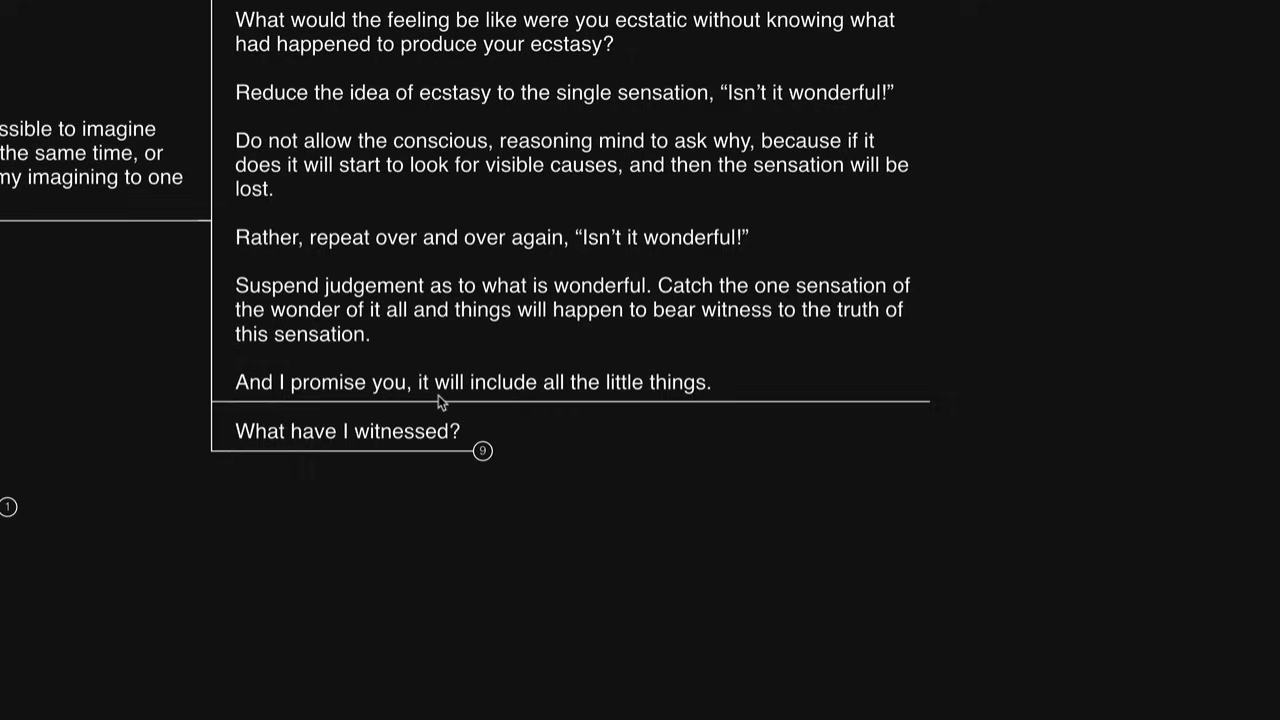 What would the feeling be like were you ecstatic without knowing what
had happened to produce your ecstasy?
Reduce the idea of ecstasy to the single sensation, “Isn’t it wonderful!”
Do not allow the conscious, reasoning mind to ask why, because if it
does it will start to look for visible causes, and then the sensation will be
lost.
Rather, repeat over and over again, “Isn’t it wonderful!”
Suspend judgement as to what is wonderful. Catch the one sensation of
the wonder of it all and things will happen to bear witness to the truth of
this sensation.
And I promise you, it will include all the little things.
What have I witnessed?
9
to imagine
the same time, or
imagining to one
1